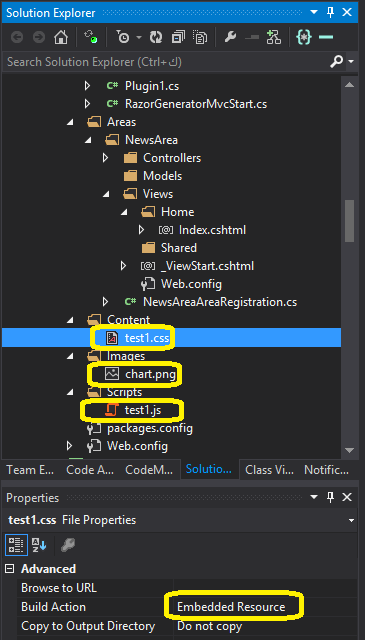 Solution Explorer
Search Solution Explorer (Ctrl+ك)
Plugin1.cs
RazorGeneratorMvcStart.cs
Areas
NewsArea
Controllers
Models
Views
Home
Index.cshtml
Shared
_ViewStart.cshtml
Web.config
NewsAreaAreaRegistration.cs
Content
test1.css
Images
chart.png
Scripts
test1.js
packages.config
Web.config
Team E... Code A... CodeM... Solutio... Class Vi... Notific...
Properties
test1.css File Properties
Advanced
Browse to URL
Build Action Embedded Resource
Copy to Output Directory Do not copy